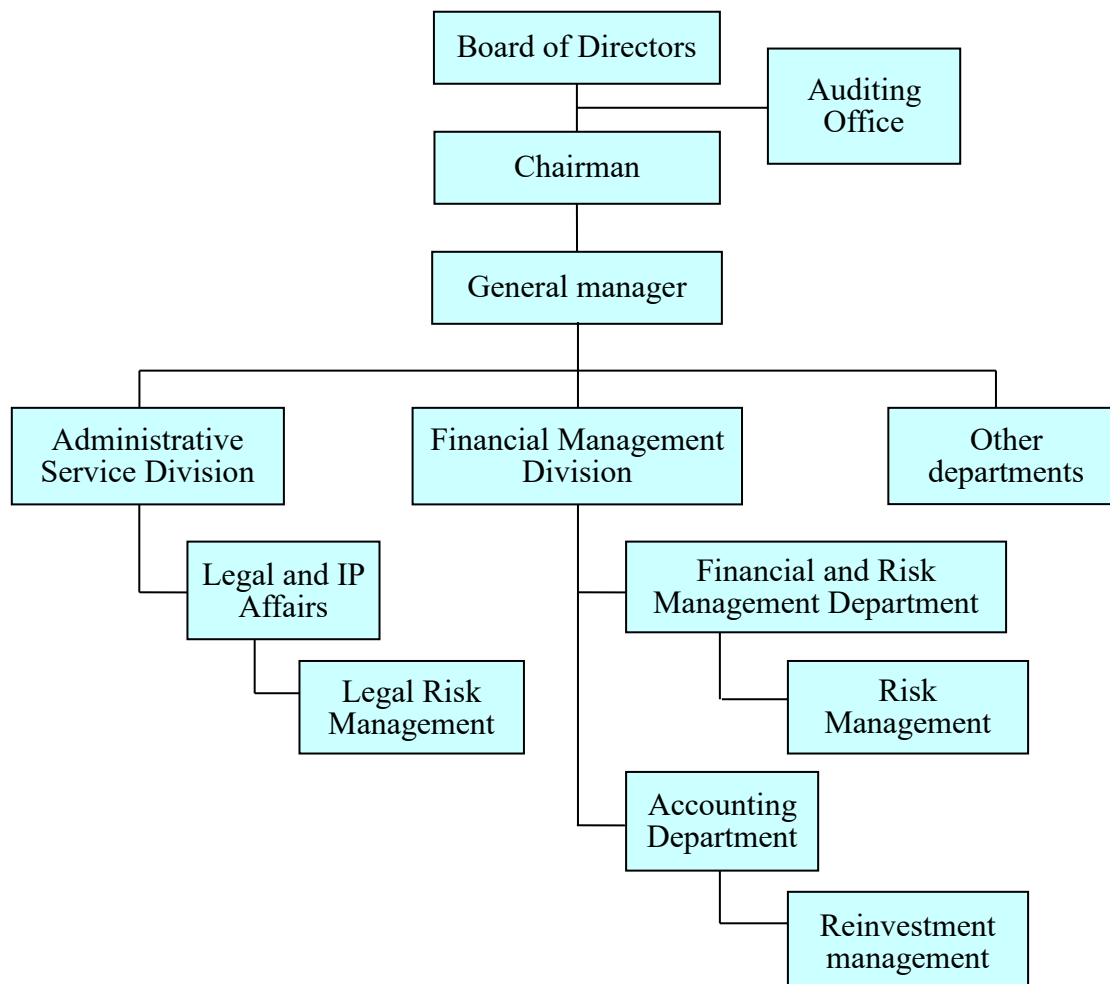 Board of Directors
Auditing
Office
Chairman
General manager
Administrative
Service Division
Financial Management
Division
Other
departments
Legal and IP
Affairs
Financial and Risk
Management Department
Legal Risk
Management
Risk
Management
Accounting
Department
Reinvestment
management